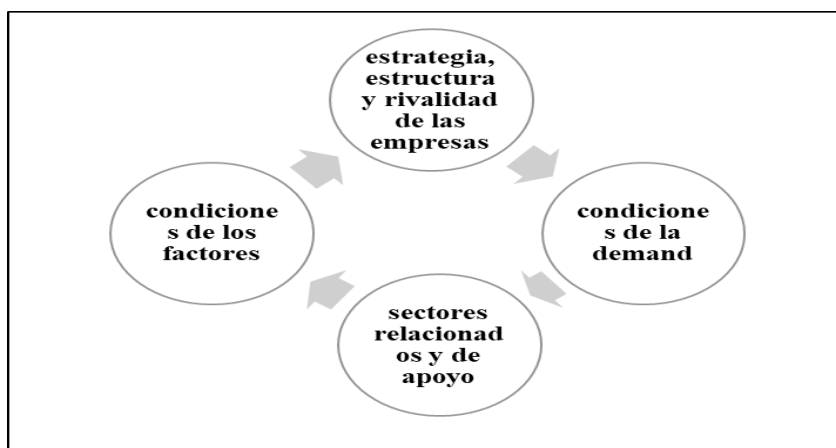 estrategia,
estructura
y rivalidad
de las
empresas
condicione
s de los
factores
condicione
s de la
demand
sectores
relacionad
os y de
apoyo